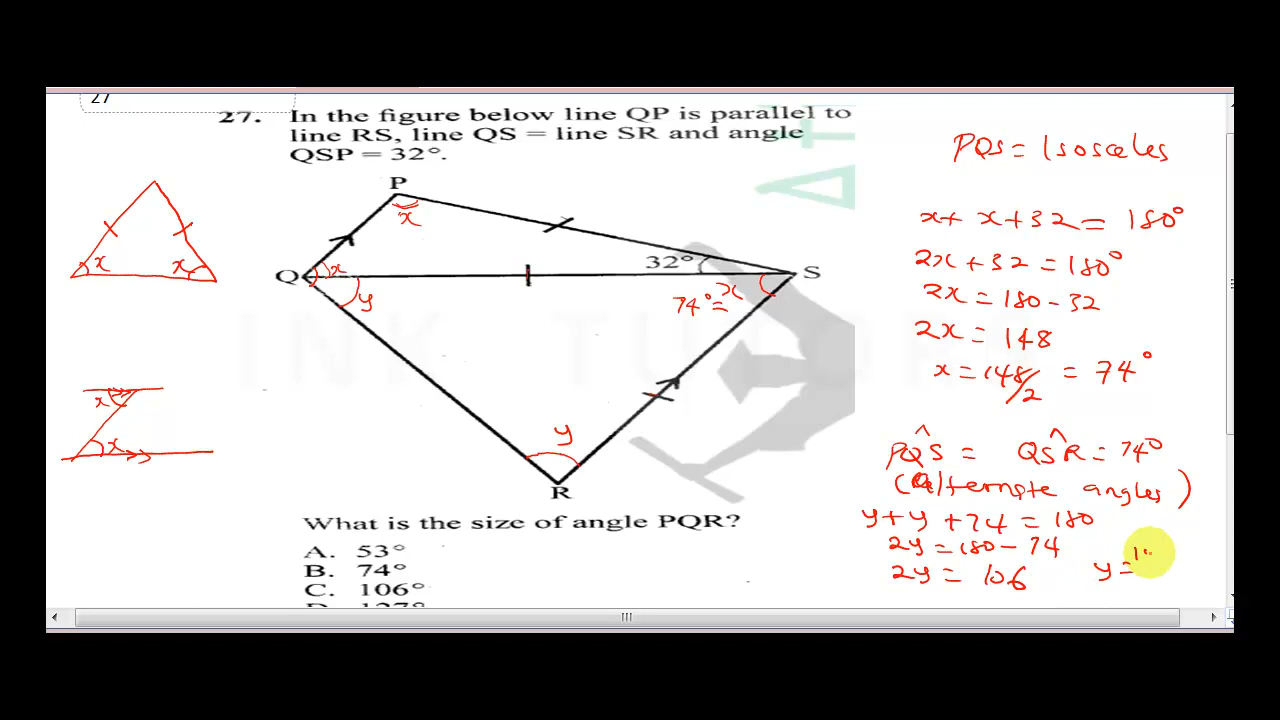 27
27. In the figure below line QP is parallel to
line RS, line QS = line SR and angle
QSP = 32°.
P
x
Q
x
y
32°
S
74° = x
y
R
x
x
x
x
What is the size of angle PQR?
A. 53°
B. 74°
C. 106°
D. 127°
PQS = Isosceles
x + x + 32 = 180°
2x + 32 = 180°
2x = 180 - 32
2x = 148
x = 148/2 = 74°
PQ̂S = QŜR = 74°
(alternate angles)
y + y + 74 = 180
2y = 180 - 74
2y = 106
y =